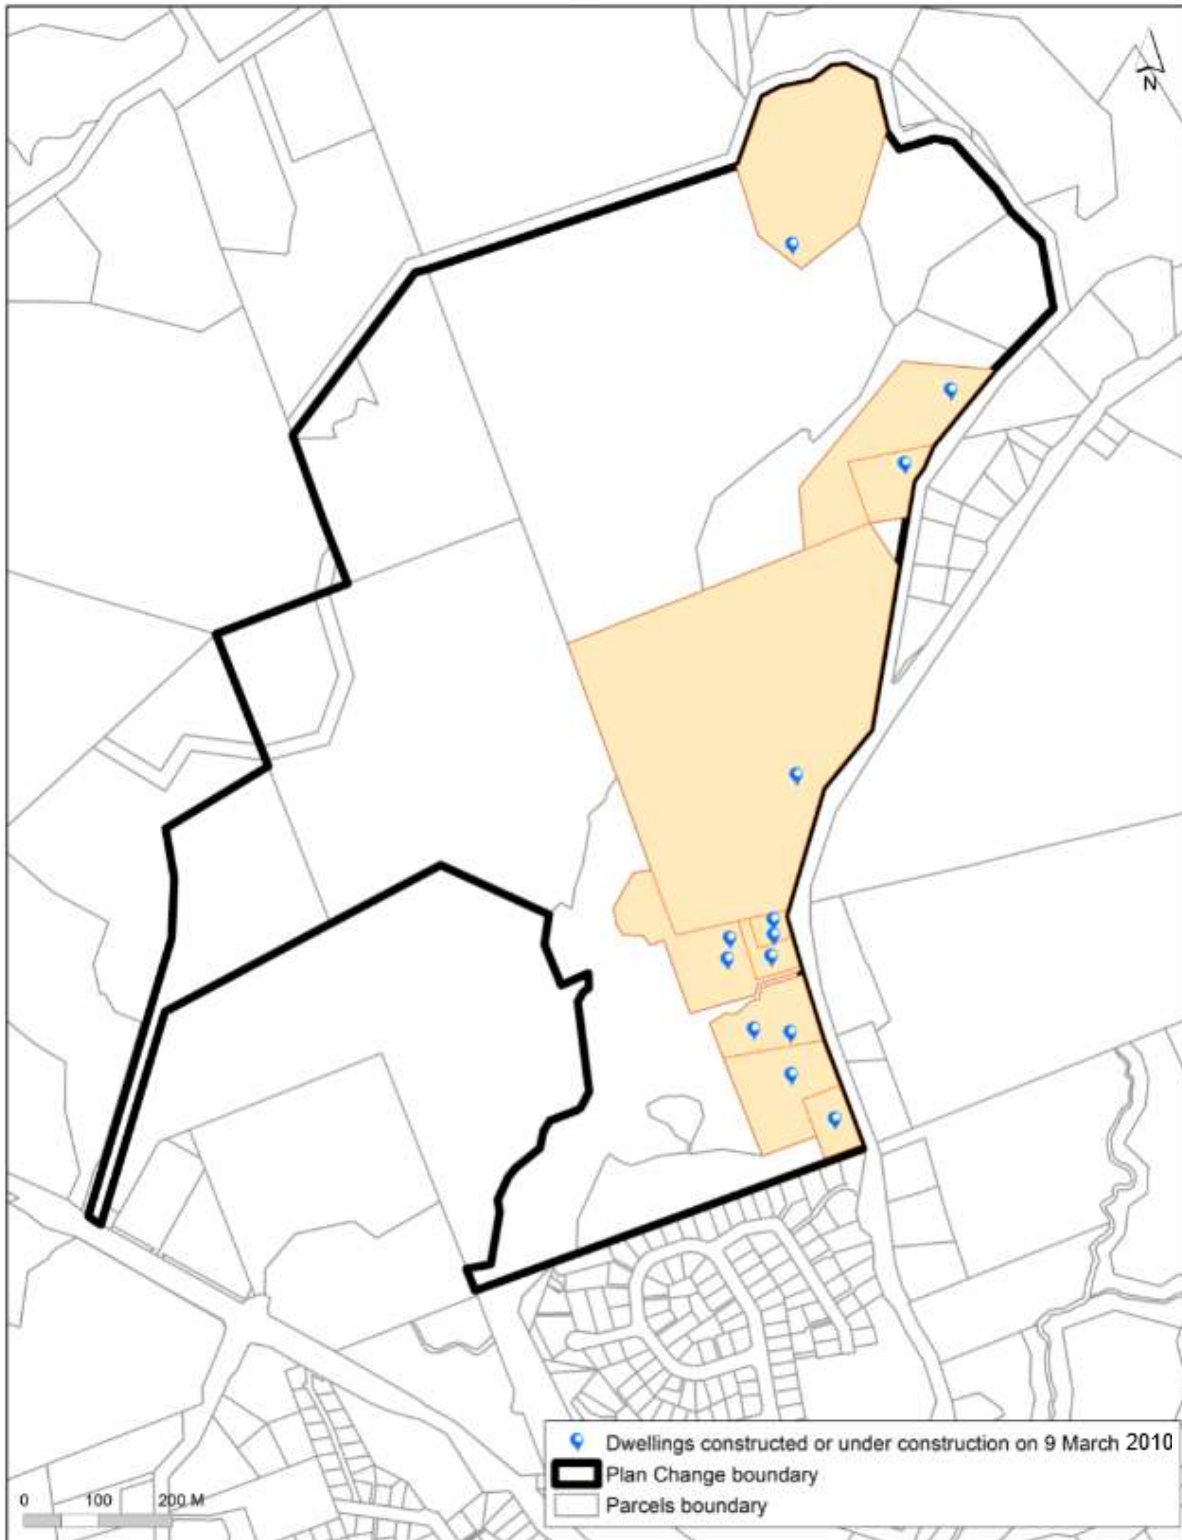 N
Dwellings constructed or under construction on 9 March 2010
Plan Change boundary
Parcels boundary
0 100 200 M